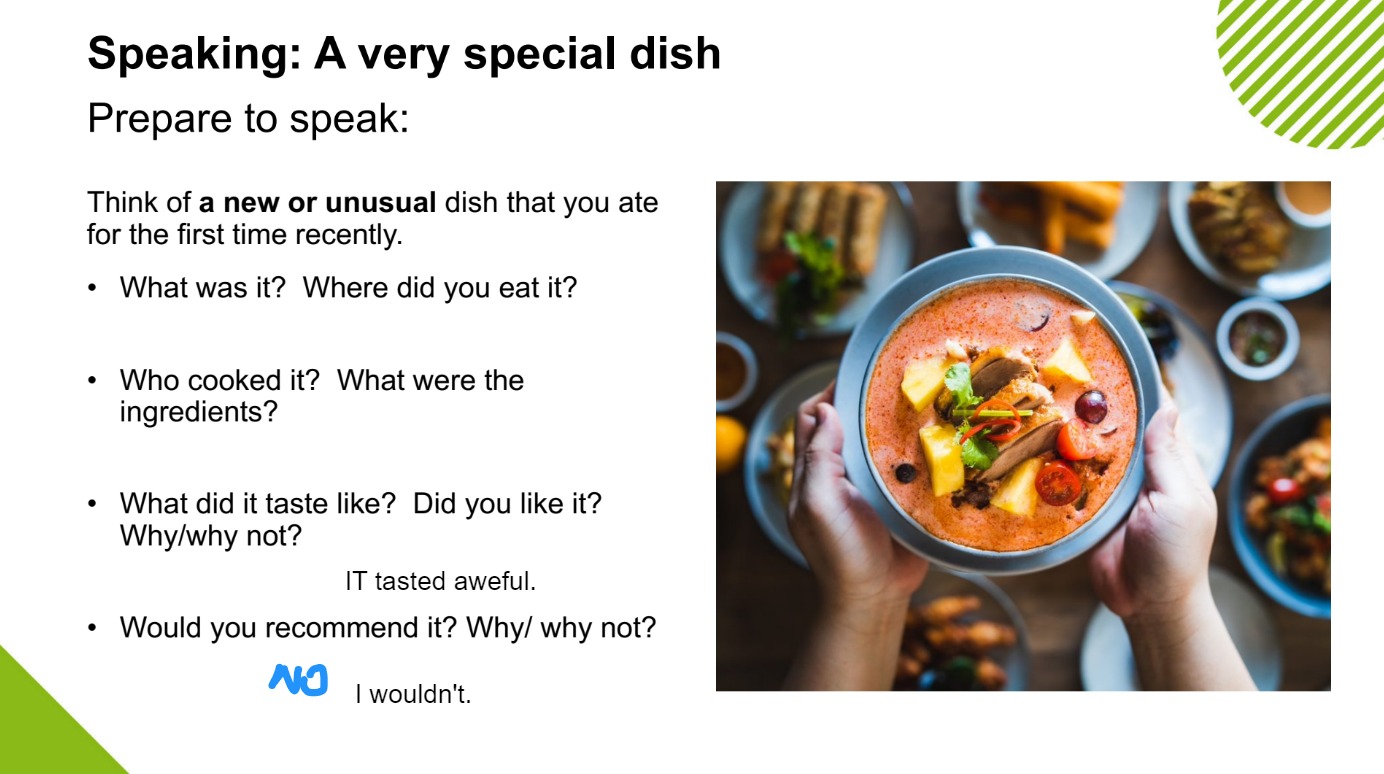 Speaking: A very special dish
Prepare to speak:
Think of a new or unusual dish that you ate
for the first time recently.
• What was it?  Where did you eat it?
• Who cooked it?  What were the
ingredients?
• What did it taste like?  Did you like it?
Why/why not?
IT tasted aweful.
• Would you recommend it? Why/ why not?
NO
I wouldn't.